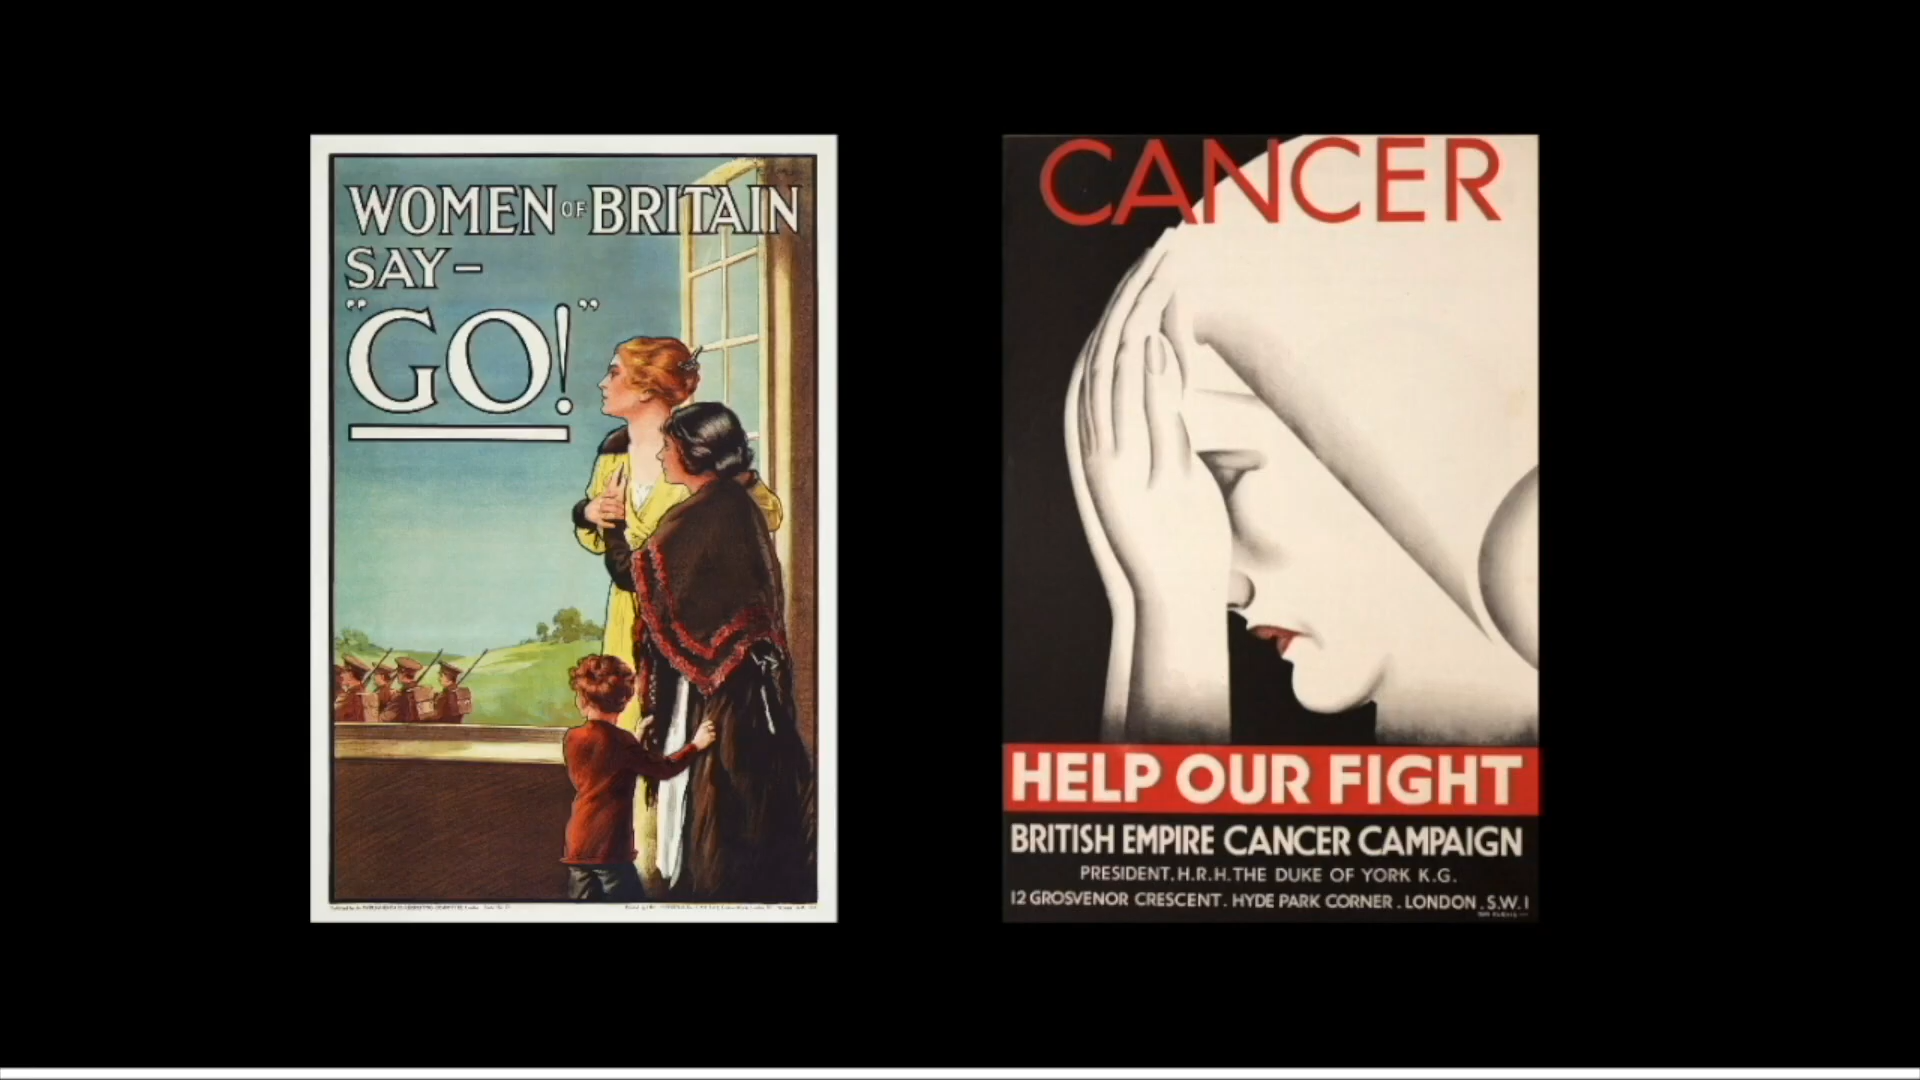 WOMEN OF BRITAIN
SAY –
"GO!"
CANCER
HELP OUR FIGHT
BRITISH EMPIRE CANCER CAMPAIGN
PRESIDENT, H.R.H. THE DUKE OF YORK K.G.
12 GROSVENOR CRESCENT. HYDE PARK CORNER. LONDON. S.W.1